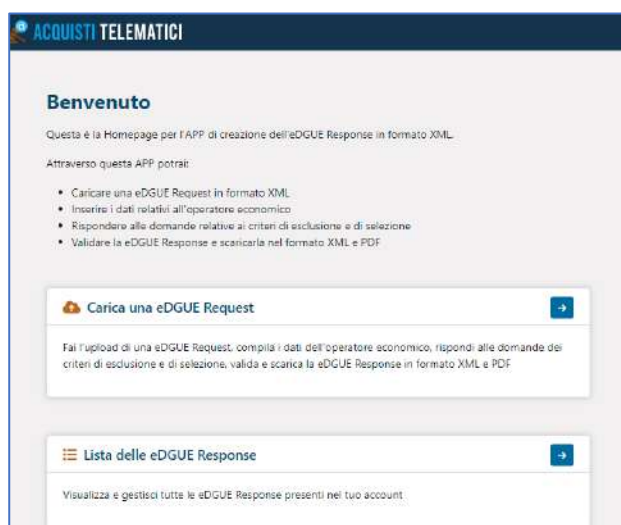 ACQUISTI TELEMATICI
Benvenuto
Questa è la Homepage per l'APP di creazione dell'eDGUE Response in formato XML.
Attraverso questa APP potrai:
• Caricare una eDGUE Request in formato XML
• Inserire i dati relativi all'operatore economico
• Rispondere alle domande relative ai criteri di esclusione e di selezione
• Validare la eDGUE Response e scaricarla nel formato XML e PDF
Carica una eDGUE Request
Fai l'upload di una eDGUE Request, compila i dati dell'operatore economico, rispondi alle domande dei
criteri di esclusione e di selezione, valida e scarica la eDGUE Response in formato XML e PDF
Lista delle eDGUE Response
Visualizza e gestisci tutte le eDGUE Response presenti nel tuo account